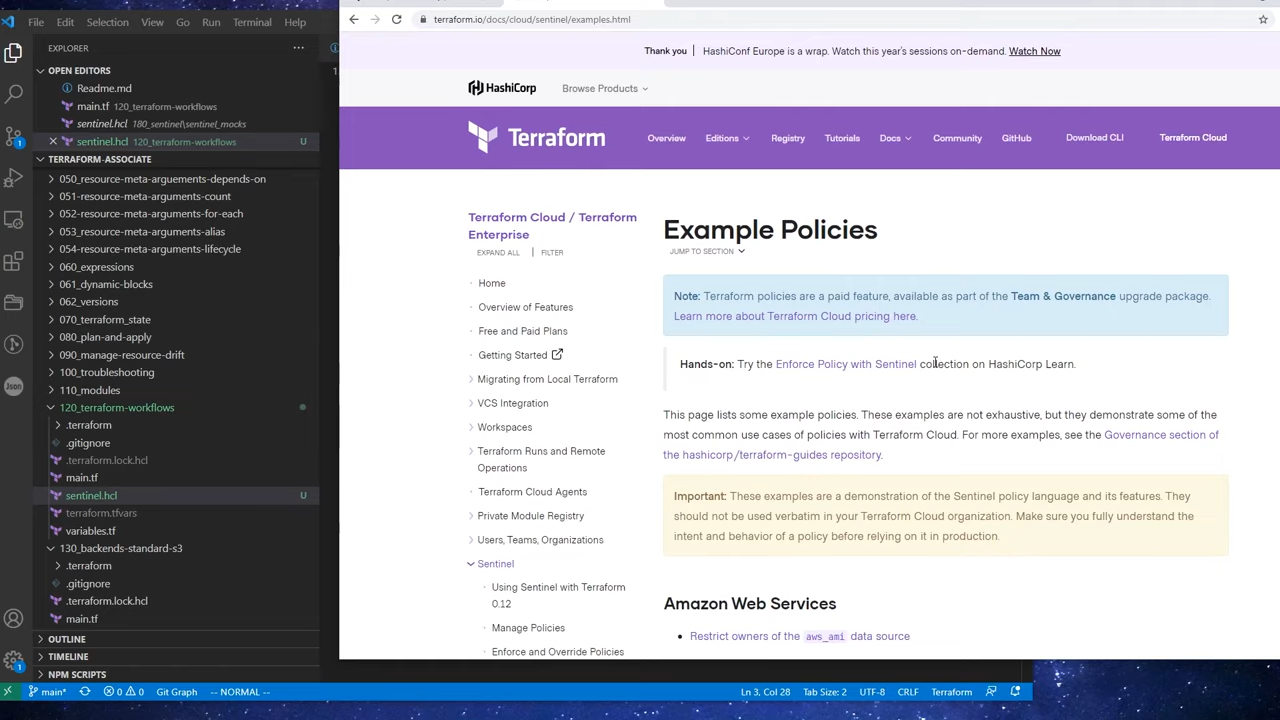 File Edit Selection View Go Run Terminal Help
terraform.io/docs/cloud/sentinel/examples.html
EXPLORER
OPEN EDITORS
Readme.md
main.tf 120_terraform-workflows
sentinel.hcl 180_sentinel\sentinel_mocks
sentinel.hcl 120_terraform-workflows U
TERRAFORM-ASSOCIATE
050_resource-meta-arguements-depends-on
051_resource-meta-arguments-count
052_resource-meta-arguments-for-each
053_resource-meta-arguments-alias
054-resource-meta-arguments-lifecycle
060_expressions
061_dynamic-blocks
062_versions
070_terraform_state
080_plan-and-apply
090_manage-resource-drift
100_troubleshooting
110_modules
120_terraform-workflows
.terraform
.gitignore
.terraform.lock.hcl
main.tf
sentinel.hcl U
terraform.tfvars
variables.tf
130_backends-standard-s3
.terraform
.gitignore
.terraform.lock.hcl
main.tf
OUTLINE
TIMELINE
NPM SCRIPTS
JSON
1
1
Thank you | HashiConf Europe is a wrap. Watch this year's sessions on-demand. Watch Now
HashiCorp Browse Products
Terraform Overview Editions Registry Tutorials Docs Community GitHub Download CLI Terraform Cloud
Terraform Cloud / Terraform
Enterprise
EXPAND ALL | FILTER
Home
Overview of Features
Free and Paid Plans
Getting Started
Migrating from Local Terraform
VCS Integration
Workspaces
Terraform Runs and Remote
Operations
Terraform Cloud Agents
Private Module Registry
Users, Teams, Organizations
Sentinel
Using Sentinel with Terraform
0.12
Manage Policies
Enforce and Override Policies
Example Policies
JUMP TO SECTION
Note: Terraform policies are a paid feature, available as part of the Team & Governance upgrade package.
Learn more about Terraform Cloud pricing here.
Hands-on: Try the Enforce Policy with Sentinel collection on HashiCorp Learn.
This page lists some example policies. These examples are not exhaustive, but they demonstrate some of the
most common use cases of policies with Terraform Cloud. For more examples, see the Governance section of
the hashicorp/terraform-guides repository.
Important: These examples are a demonstration of the Sentinel policy language and its features. They
should not be used verbatim in your Terraform Cloud organization. Make sure you fully understand the
intent and behavior of a policy before relying on it in production.
Amazon Web Services
Restrict owners of the aws_ami data source
main* 0 0 Git Graph -- NORMAL -- Ln 3, Col 28 Tab Size: 2 UTF-8 CRLF Terraform